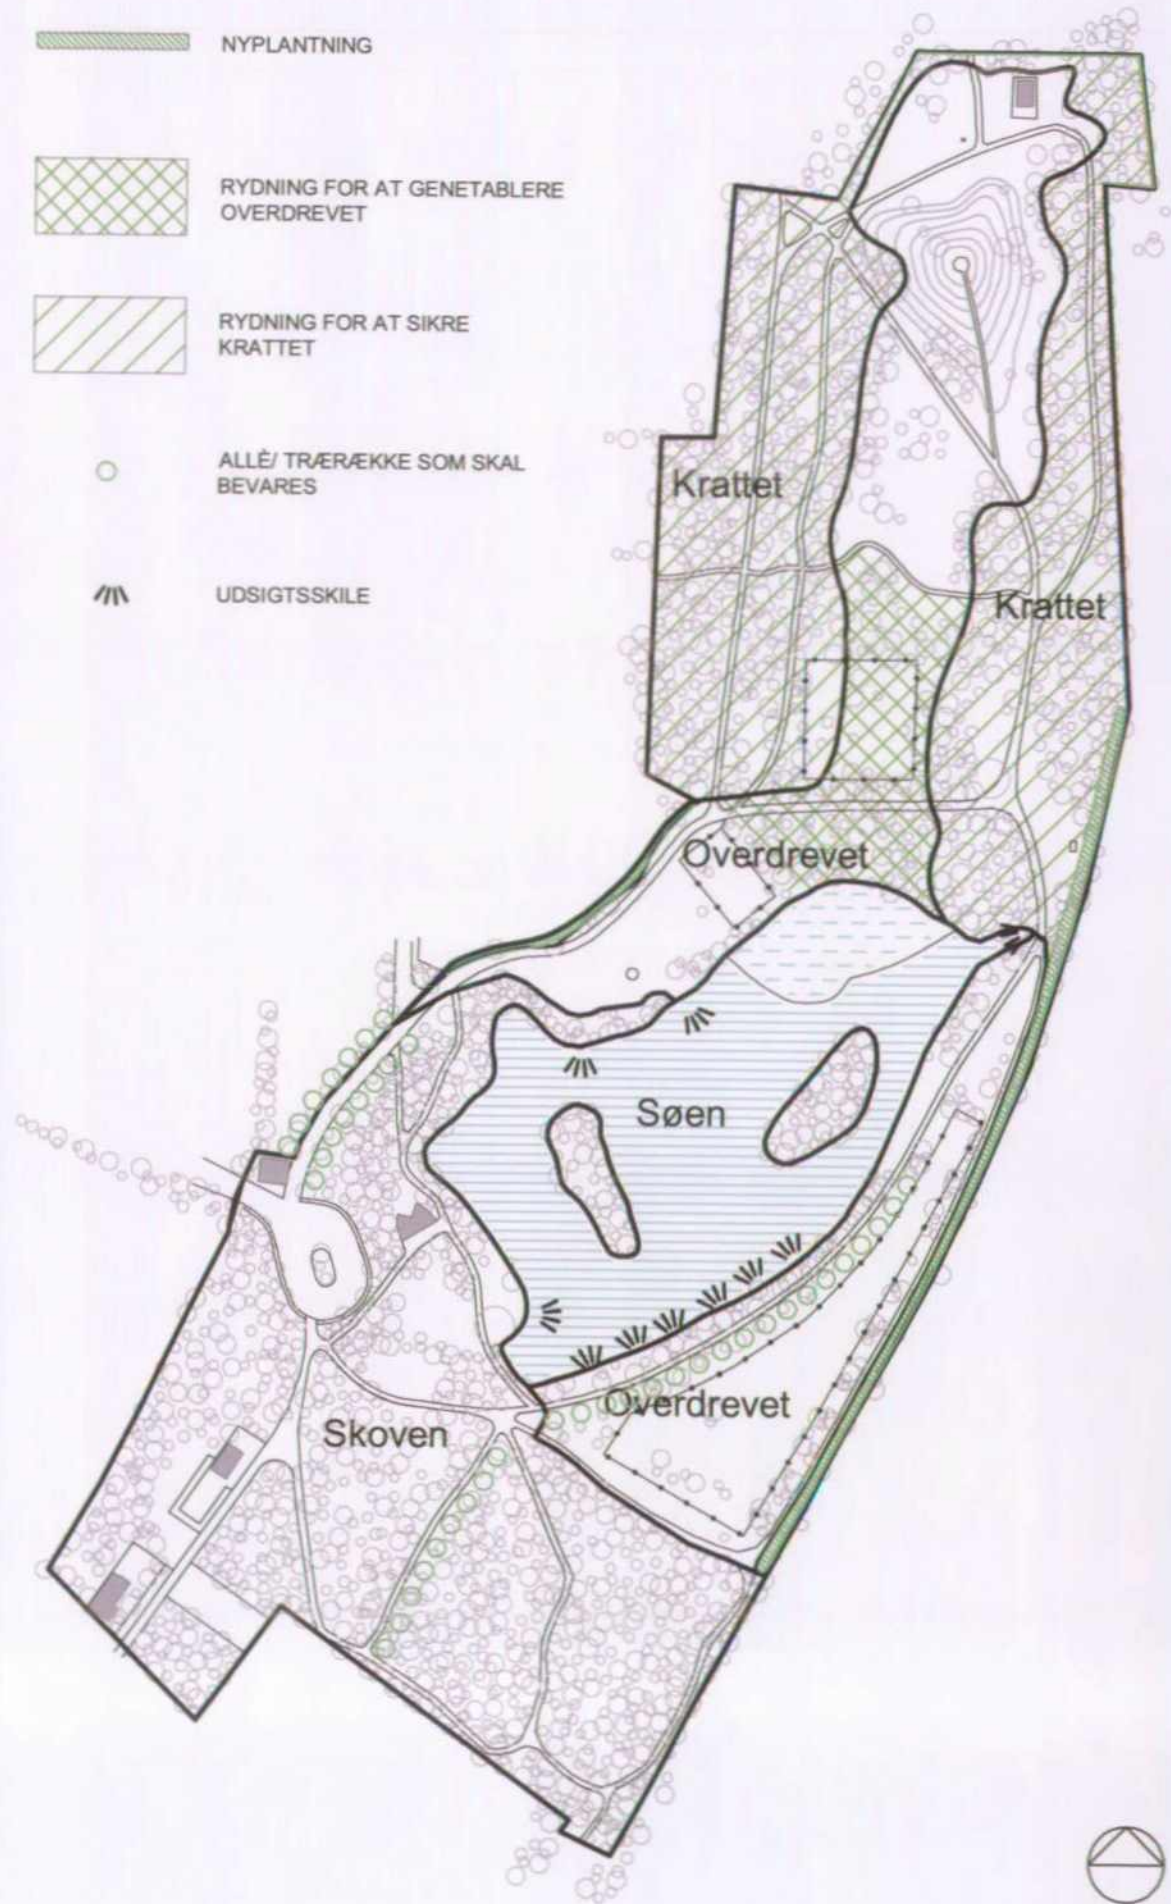 NYPLANTNING
RYDNING FOR AT GENETABLERE
OVERDREVET
RYDNING FOR AT SIKRE
KRATTET
ALLÈ/ TRÆRÆKKE SOM SKAL
BEVARES
UDSIGTSSKILE
Krattet
Krattet
Overdrevet
Søen
Overdrevet
Skoven